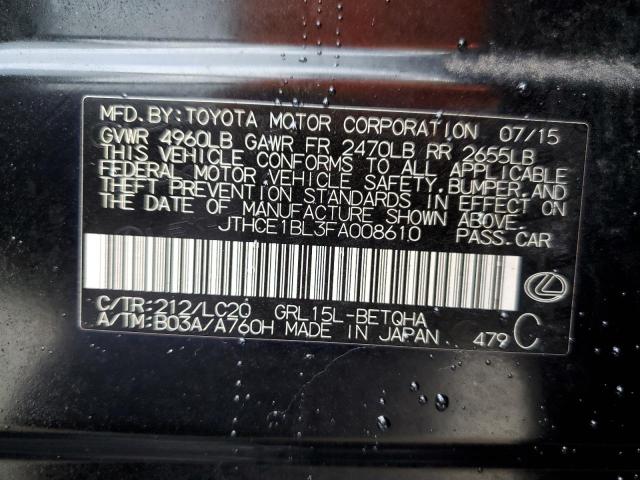 MFD. BY: TOYOTA MOTOR CORPORATION 07/15
GVWR 4960LB GAWR FR 2470LB RR 2655LB
THIS VEHICLE CONFORMS TO ALL APPLICABLE
FEDERAL MOTOR VEHICLE SAFETY, BUMPER, AND
THEFT PREVENTION STANDARDS IN EFFECT ON
THE DATE OF MANUFACTURE SHOWN ABOVE.
JTHCE1BL3FA008610 PASS. CAR
C/TR: 212/LC20 GRL15L-BETQHA
A/TM: B03A/A760H MADE IN JAPAN 479 C